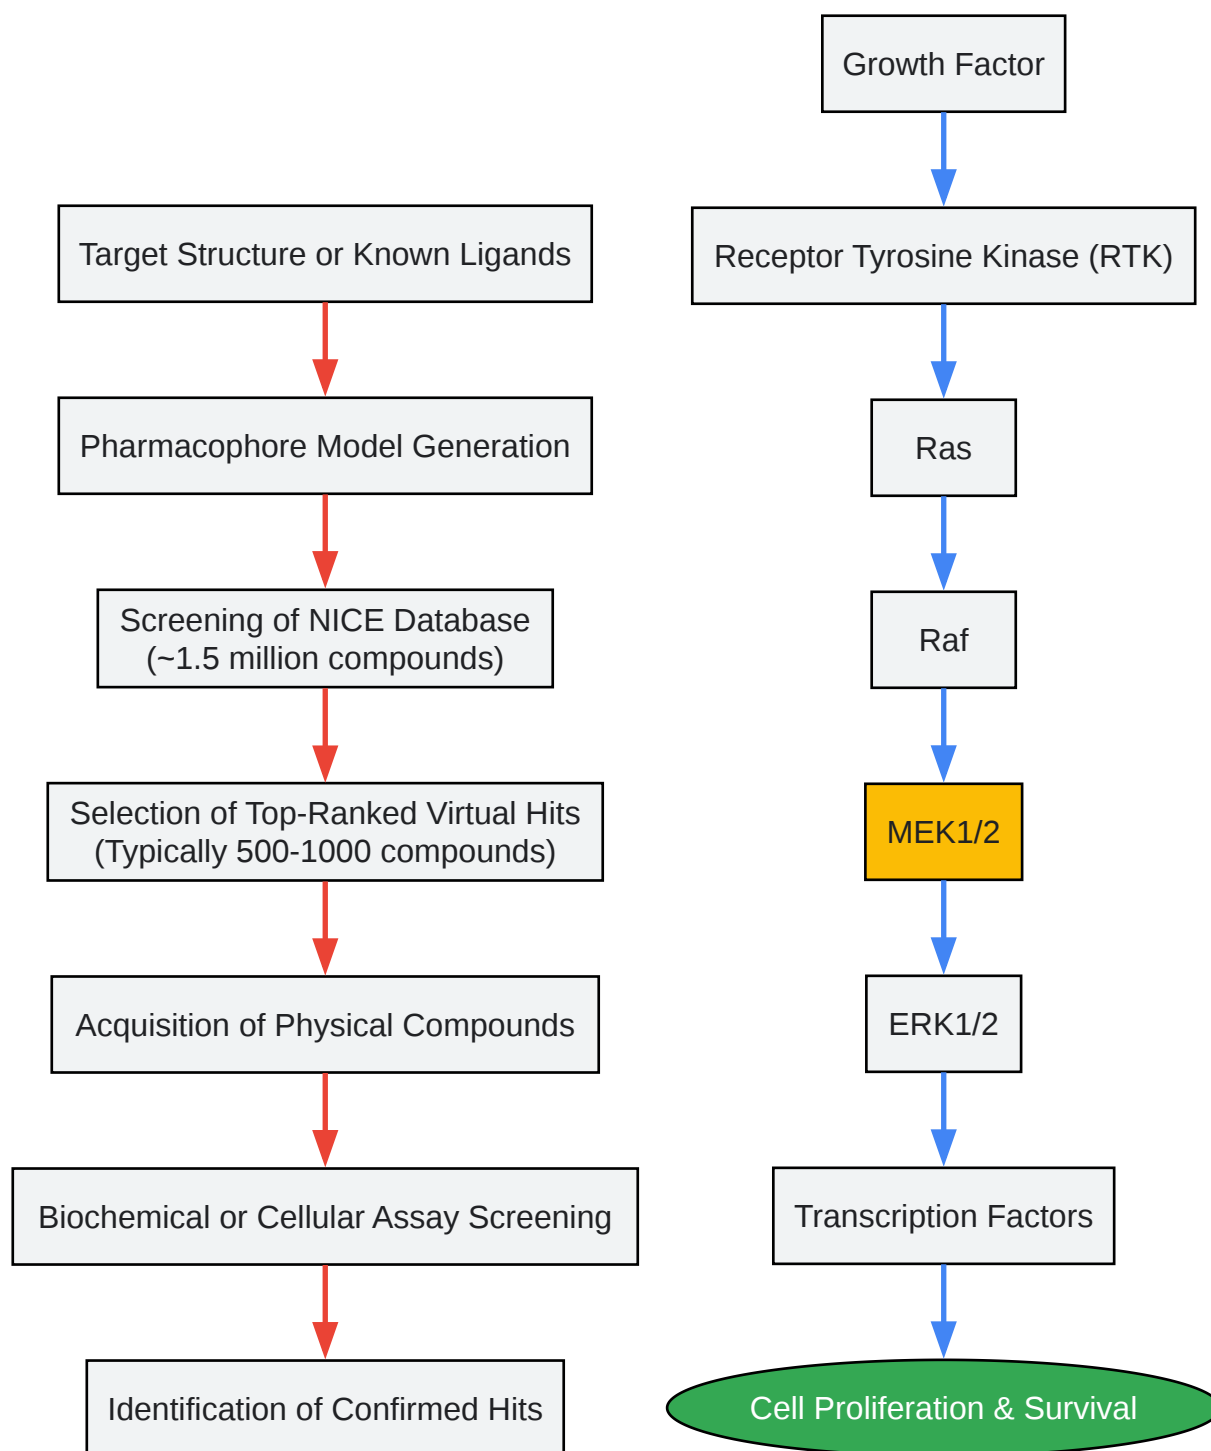 Target Structure or Known Ligands
Pharmacophore Model Generation
Screening of NICE Database
(~1.5 million compounds)
Selection of Top-Ranked Virtual Hits
(Typically 500-1000 compounds)
Acquisition of Physical Compounds
Biochemical or Cellular Assay Screening
Identification of Confirmed Hits
Growth Factor
Receptor Tyrosine Kinase (RTK)
Ras
Raf
MEK1/2
ERK1/2
Transcription Factors
Cell Proliferation & Survival